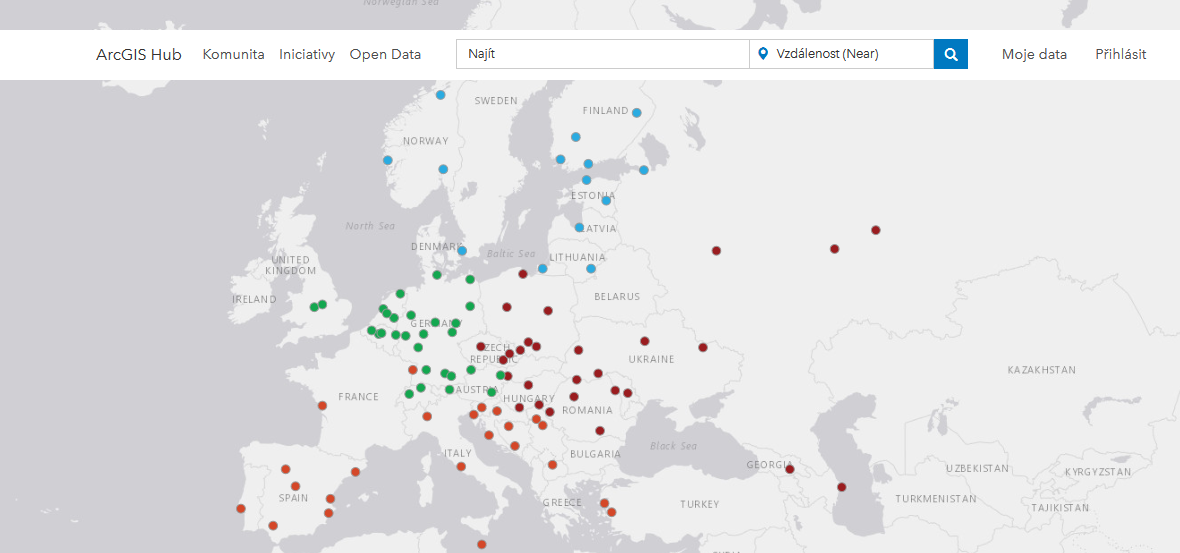 Norwegian Sea
ArcGIS Hub Komunita Iniciativy Open Data Najít Vzdálenost (Near) Moje data Přihlásit
SWEDEN
FINLAND
NORWAY
ESTONIA
North Sea
LATVIA
DENMARK
Baltic Sea
LITHUANIA
UNITED
KINGDOM
IRELAND
BELARUS
GERMANY
CZECH
REPUBLIC
UKRAINE
KAZAKHSTAN
FRANCE
AUSTRIA
HUNGARY
ROMANIA
Black Sea
ITALY
BULGARIA
GEORGIA
UZBEKISTAN
KYRGYZSTAN
SPAIN
GREECE
TURKEY
TURKMENISTAN
TAJIKISTAN